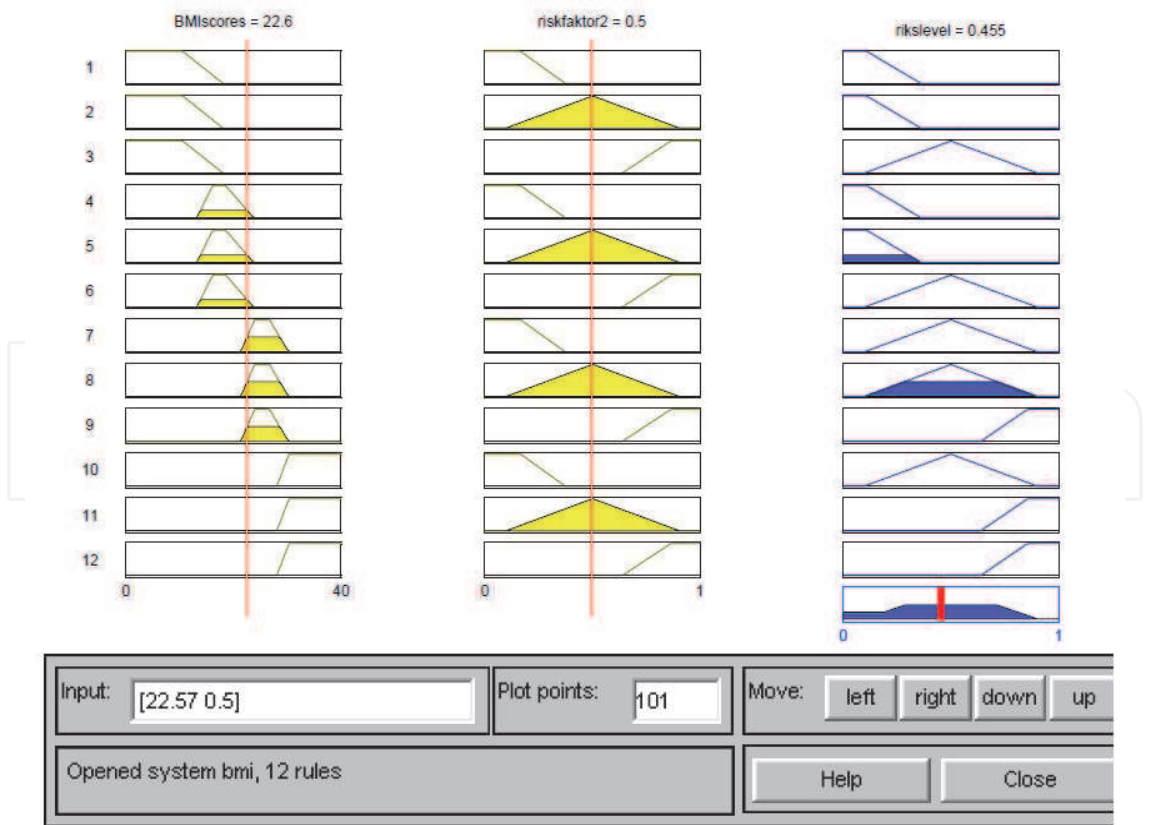 BMIscores = 22.6
riskfaktor2 = 0.5
rikslevel = 0.455
1
2
3
4
5
6
7
8
9
10
11
12
0 40
0 1
0 1
Input: [22.57 0.5]
Plot points: 101
Move: left right down up
Opened system bmi, 12 rules
Help Close